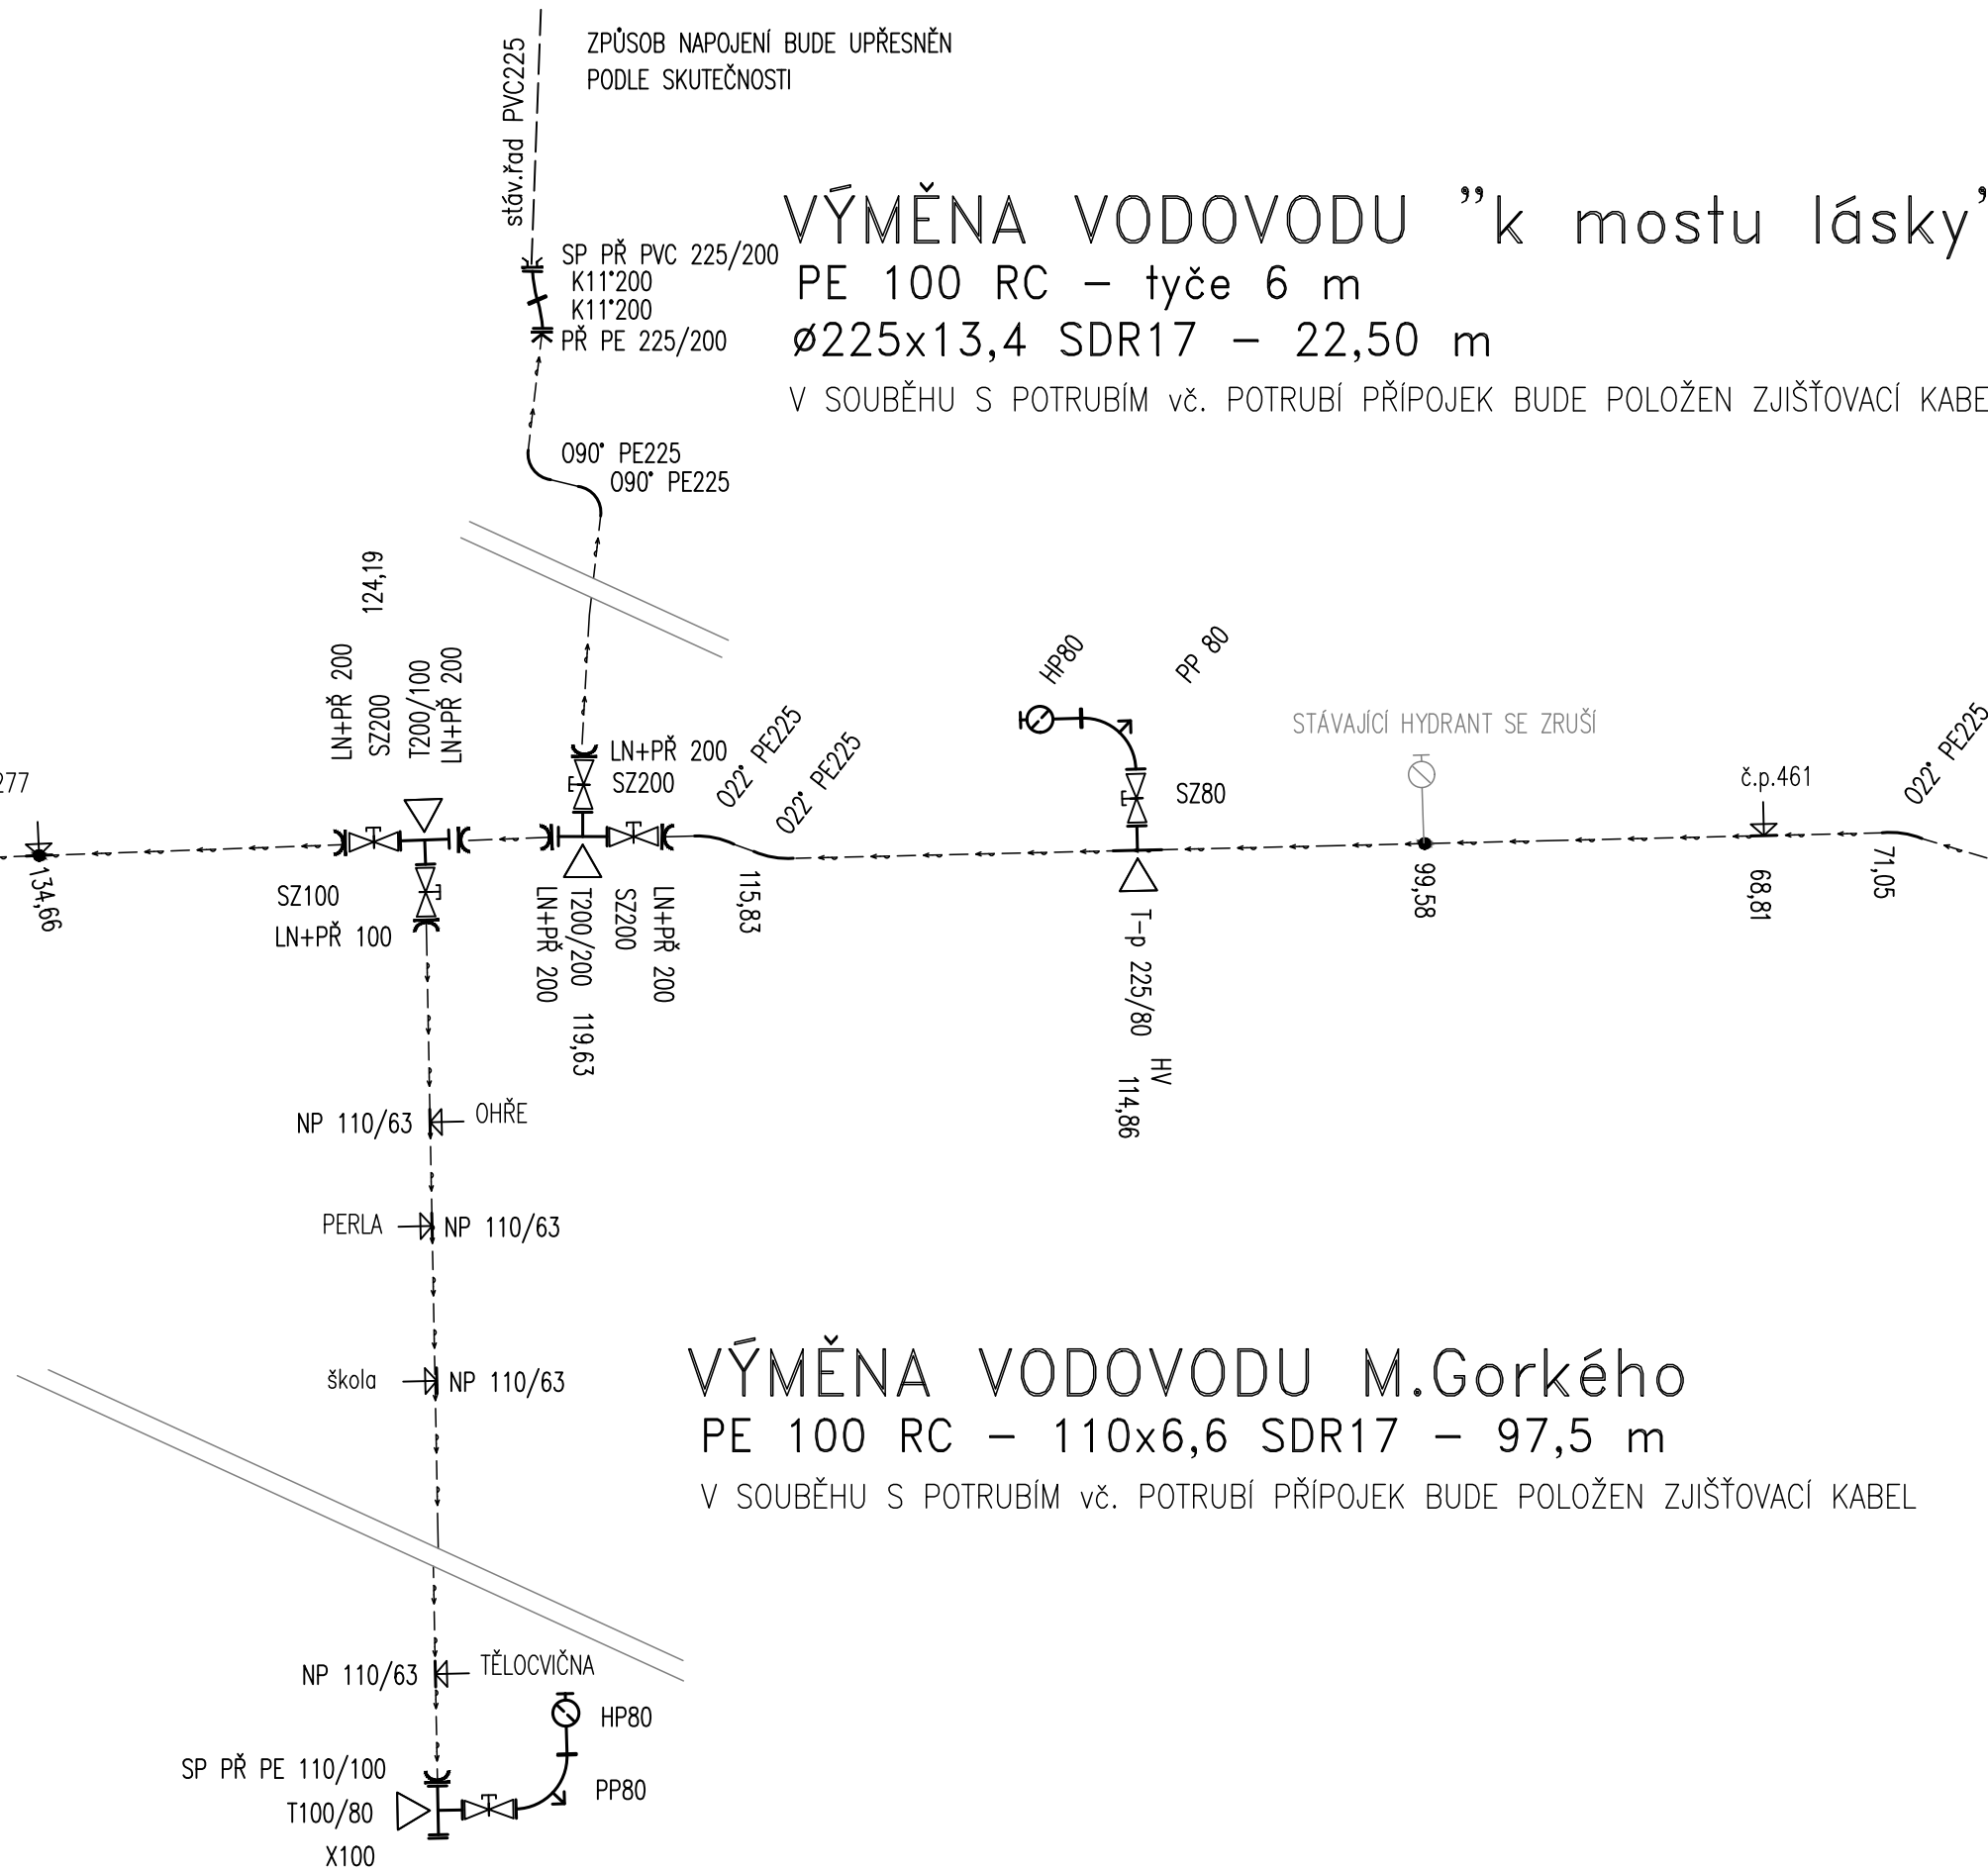 ZPŮSOB NAPOJENÍ BUDE UPŘESNĚN
PODLE SKUTEČNOSTI
stáv.řad PVC225
VÝMĚNA VODOVODU ”k mostu lásky”
PE 100 RC – tyče 6 m
ø225x13,4 SDR17 – 22,50 m
V SOUBĚHU S POTRUBÍM vč. POTRUBÍ PŘÍPOJEK BUDE POLOŽEN ZJIŠŤOVACÍ KABE
SP PŘ PVC 225/200
K11°200
K11°200
PŘ PE 225/200
O90° PE225
O90° PE225
124,19
LN+PŘ 200
SZ200
T200/100
LN+PŘ 200
LN+PŘ 200
SZ200
O22° PE225
O22° PE225
HP80
PP 80
SZ80
STÁVAJÍCÍ HYDRANT SE ZRUŠÍ
č.p.461
O22° PE225
277
134,66
SZ100
LN+PŘ 100
LN+PŘ 200
T200/200
119,63
SZ200
LN+PŘ 200
115,83
T-p 225/80
HV
114,86
99,58
68,81
71,05
NP 110/63
OHŘE
PERLA
NP 110/63
škola
NP 110/63
VÝMĚNA VODOVODU M.Gorkého
PE 100 RC – 110x6,6 SDR17 – 97,5 m
V SOUBĚHU S POTRUBÍM vč. POTRUBÍ PŘÍPOJEK BUDE POLOŽEN ZJIŠŤOVACÍ KABEL
NP 110/63
TĚLOCVIČNA
HP80
SP PŘ PE 110/100
PP80
T100/80
X100